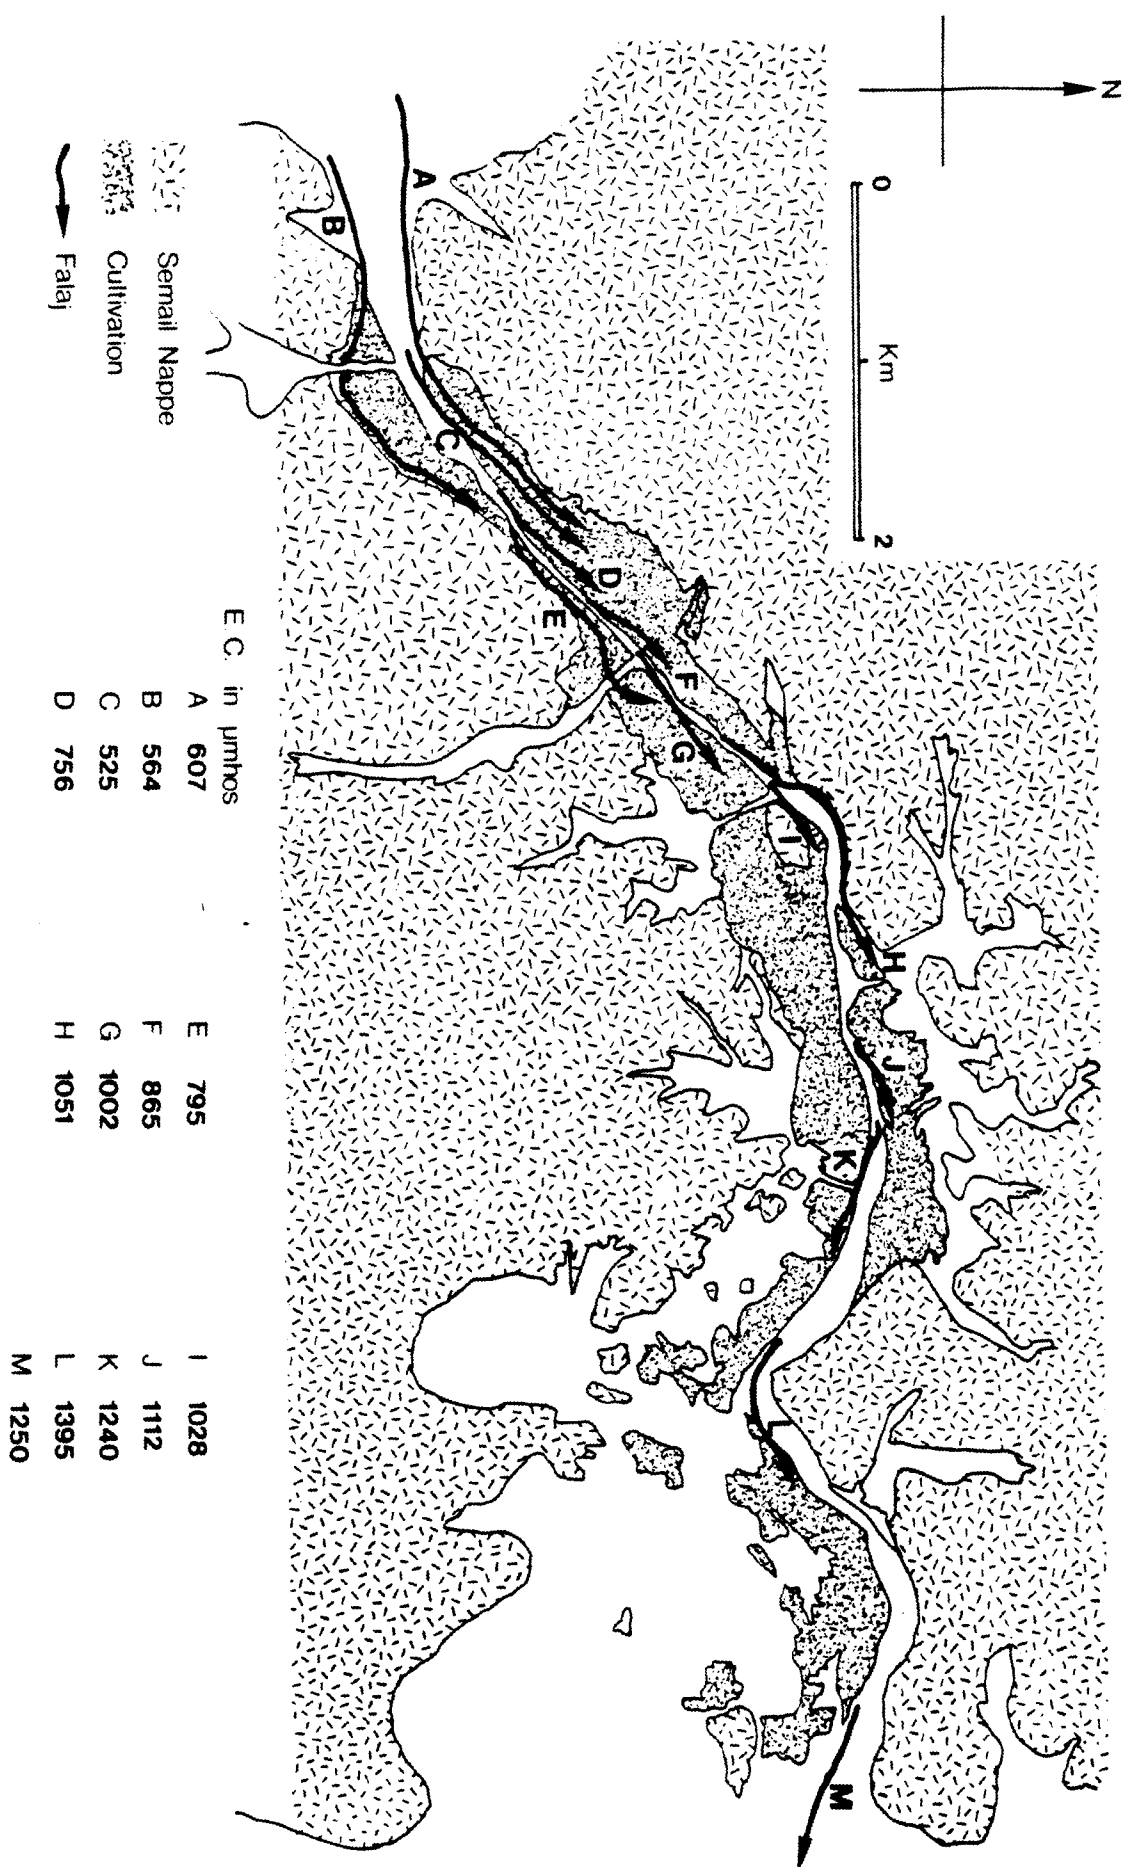 N
0 Km 2
A
B
C
D
E
F
G
I
H
J
K
L
M
Semail Nappe
Cultivation
Falaj
E.C. in µmhos
A 607 E 795 I 1028
B 564 F 865 J 1112
C 525 G 1002 K 1240
D 756 H 1051 L 1395
M 1250